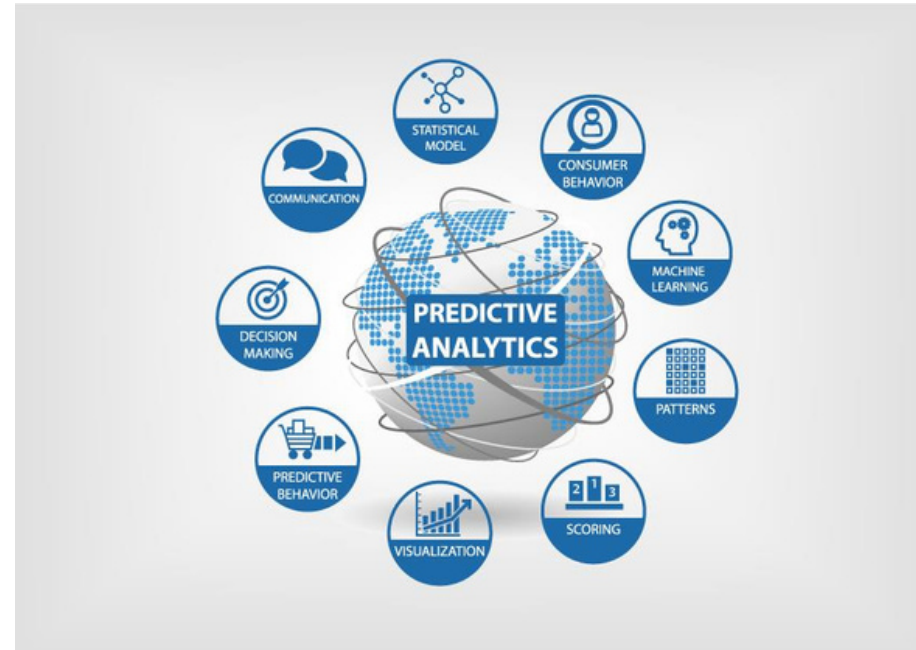 STATISTICAL
MODEL
CONSUMER
BEHAVIOR
COMMUNICATION
MACHINE
LEARNING
PREDICTIVE
ANALYTICS
DECISION
MAKING
PATTERNS
PREDICTIVE
BEHAVIOR
2 1 3
SCORING
VISUALIZATION